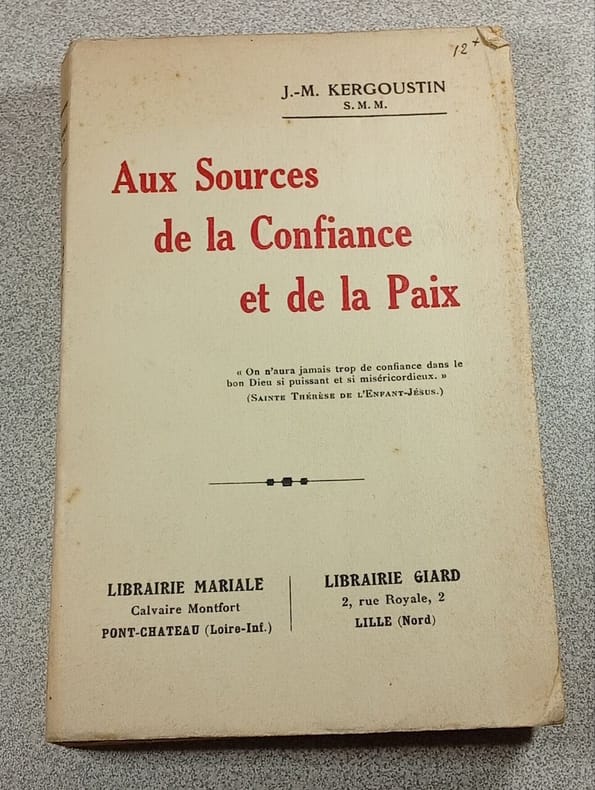 12
J.-M. KERGOUSTIN
S. M. M.
Aux Sources
de la Confiance
et de la Paix
« On n'aura jamais trop de confiance dans le
bon Dieu si puissant et si miséricordieux. »
(SAINTE THÉRÈSE DE L'ENFANT-JÉSUS.)
LIBRAIRIE MARIALE
Calvaire Montfort
PONT-CHATEAU (Loire-Inf.)
LIBRAIRIE GIARD
2, rue Royale, 2
LILLE (Nord)